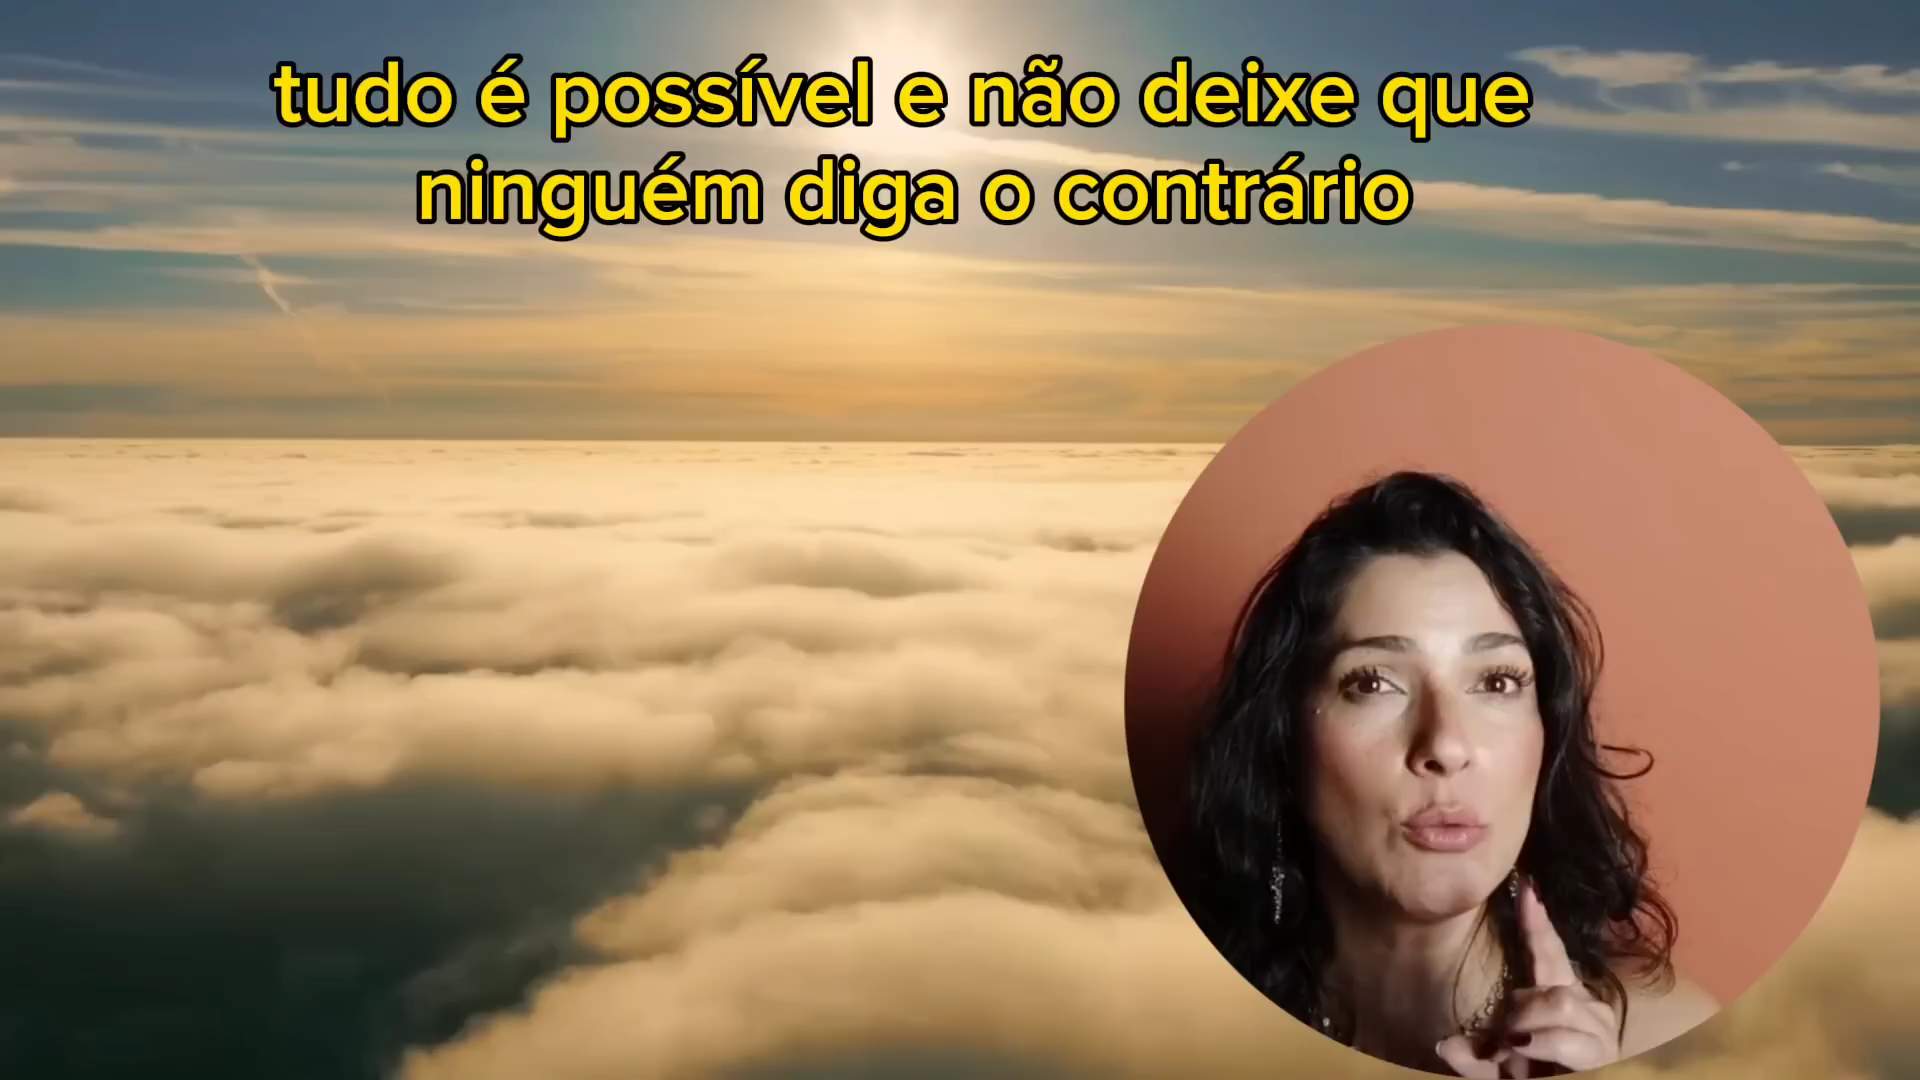 tudo é possível e não deixe que
ninguém diga o contrário